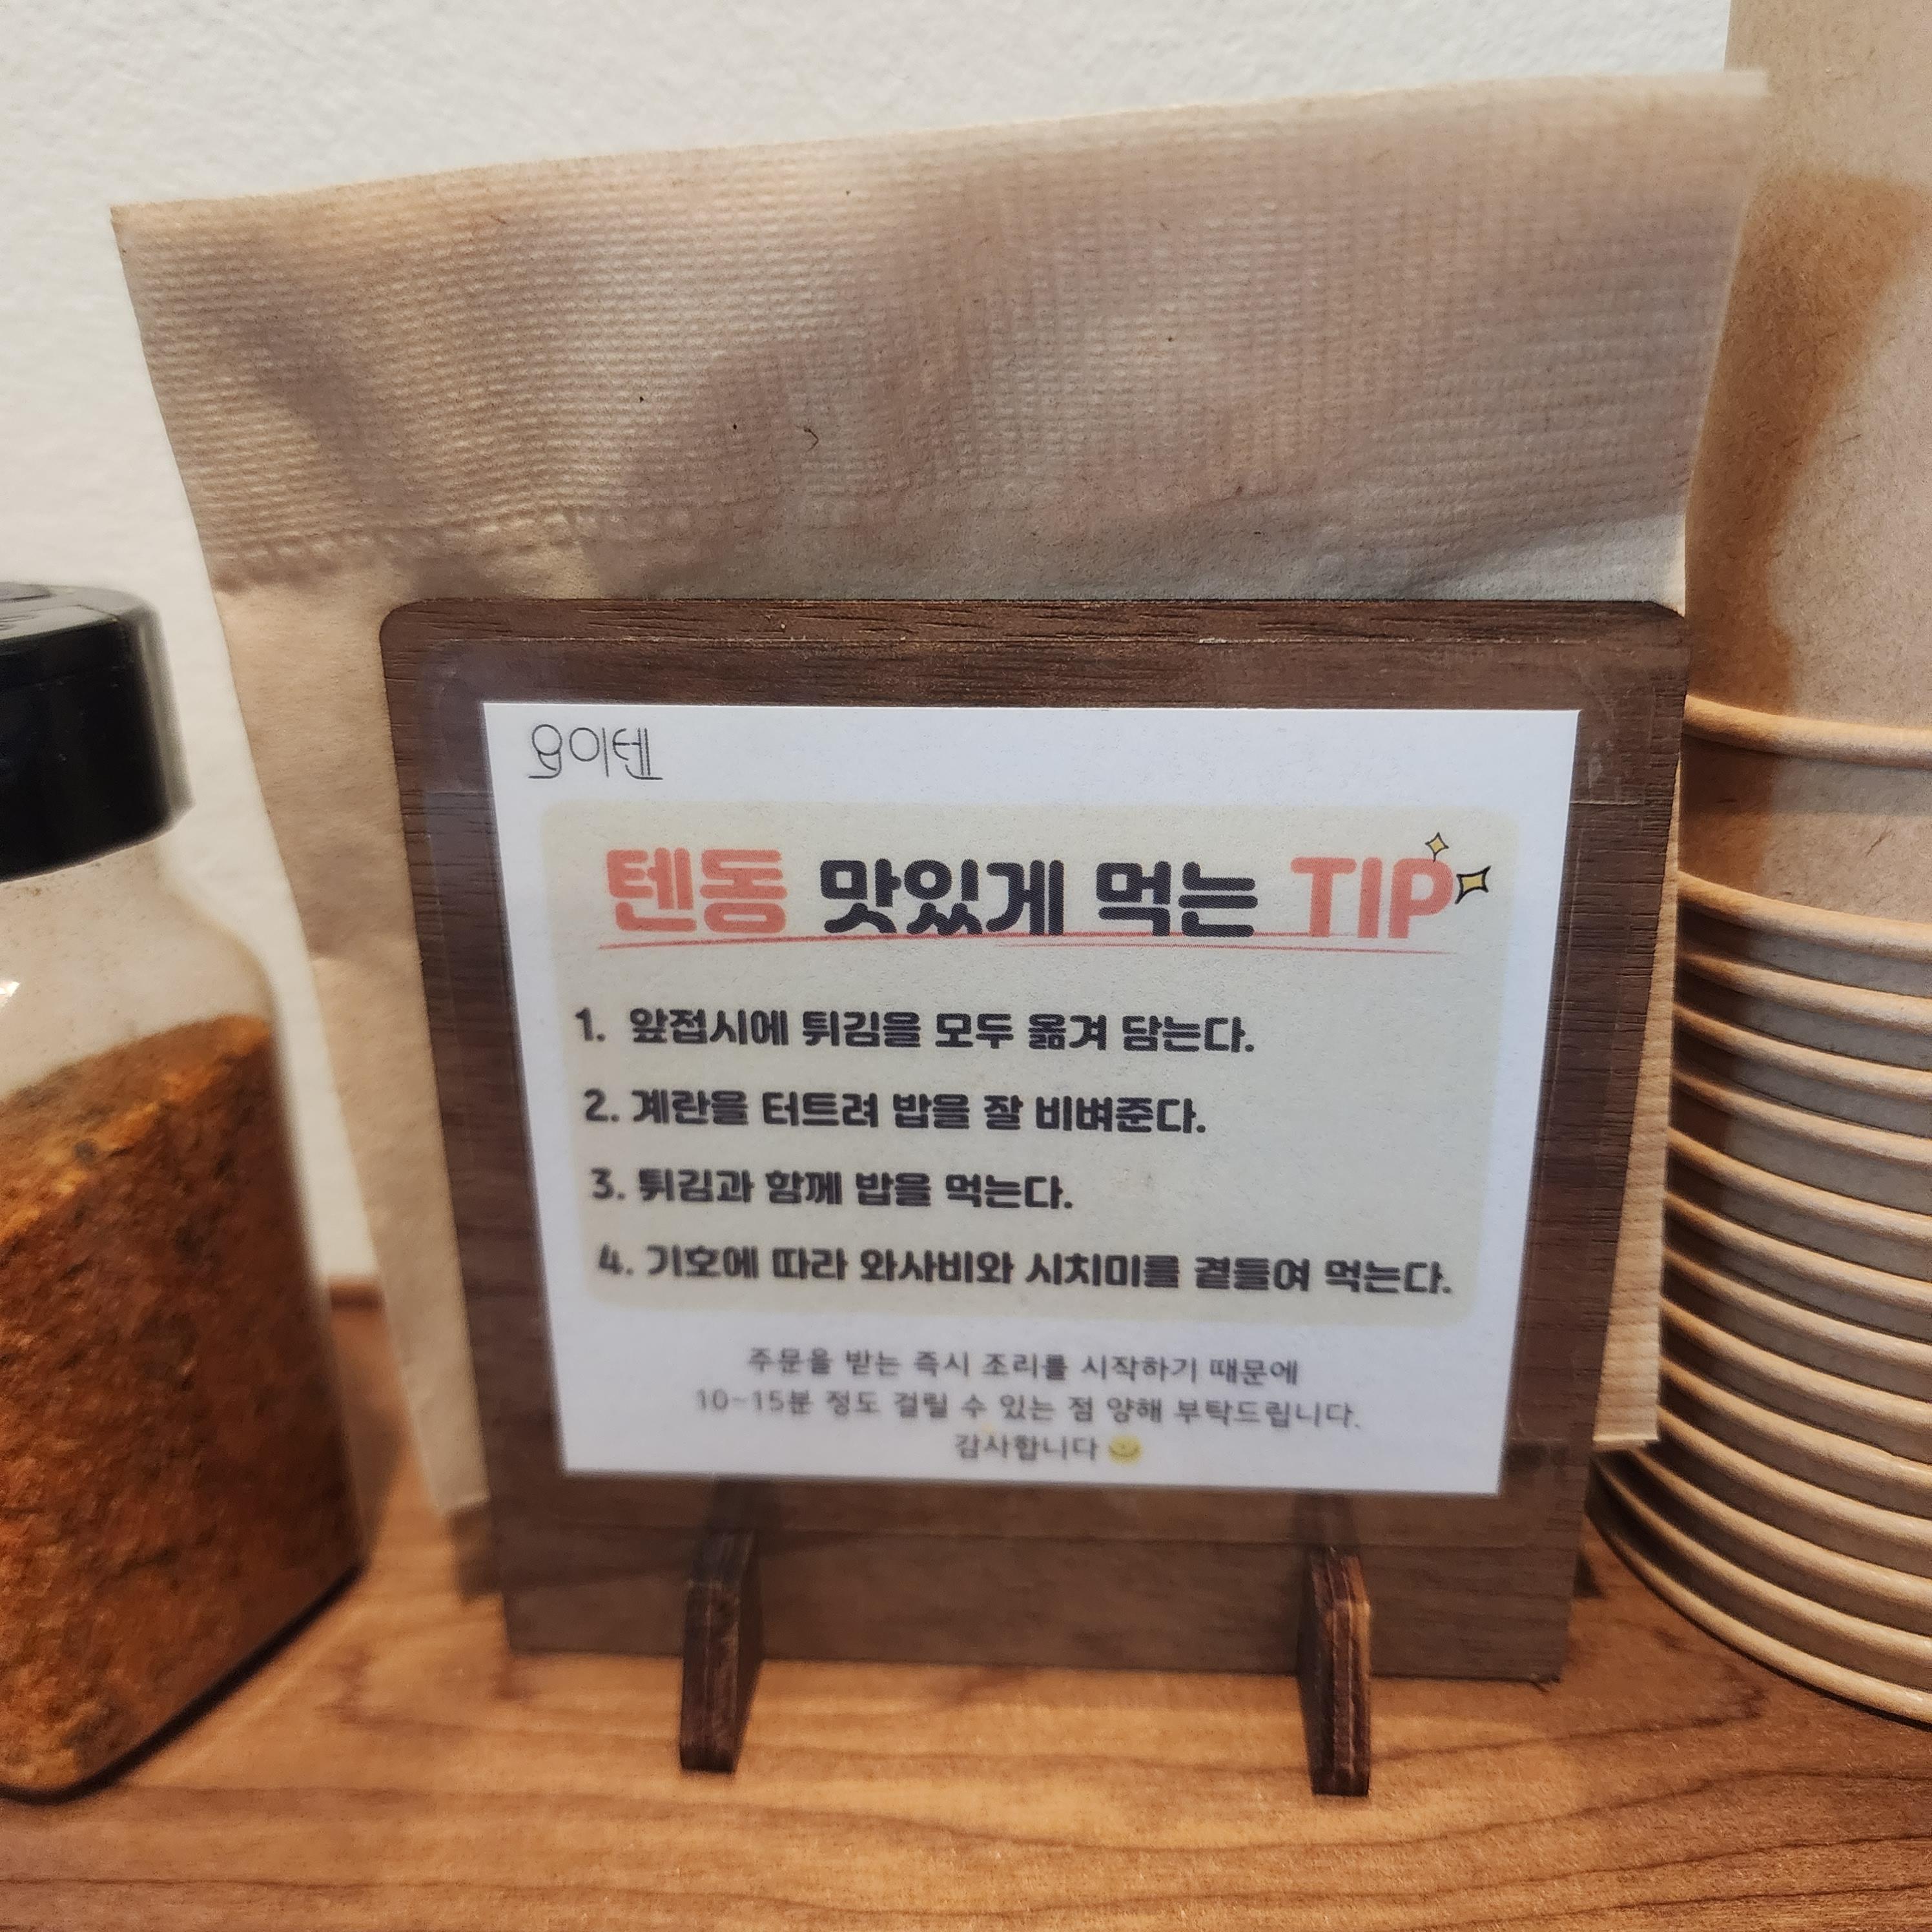 요이텐
텐동 맛있게 먹는 TIP
1. 앞접시에 튀김을 모두 옮겨 담는다.
2. 계란을 터트려 밥을 잘 비벼준다.
3. 튀김과 함께 밥을 먹는다.
4. 기호에 따라 와사비와 시치미를 곁들여 먹는다.
주문을 받는 즉시 조리를 시작하기 때문에
10~15분 정도 걸릴 수 있는 점 양해 부탁드립니다.
감사합니다